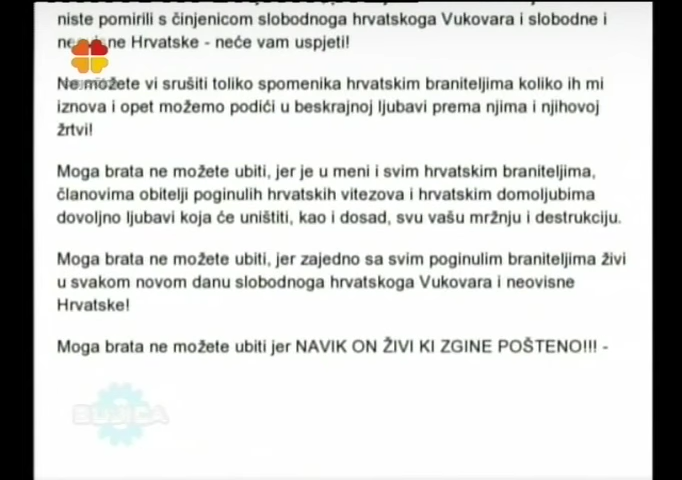 niste pomirili s činjenicom slobodnoga hrvatskoga Vukovara i slobodne i
neovisne Hrvatske - neće vam uspjeti!
Ne možete vi srušiti toliko spomenika hrvatskim braniteljima koliko ih mi
iznova i opet možemo podići u beskrajnoj ljubavi prema njima i njihovoj
žrtvi!
Moga brata ne možete ubiti, jer je u meni i svim hrvatskim braniteljima,
članovima obitelji poginulih hrvatskih vitezova i hrvatskim domoljubima
dovoljno ljubavi koja će uništiti, kao i dosad, svu vašu mržnju i destrukciju.
Moga brata ne možete ubiti, jer zajedno sa svim poginulim braniteljima živi
u svakom novom danu slobodnoga hrvatskoga Vukovara i neovisne
Hrvatske!
Moga brata ne možete ubiti jer NAVIK ON ŽIVI KI ZGINE POŠTENO!!! -
BUJICA